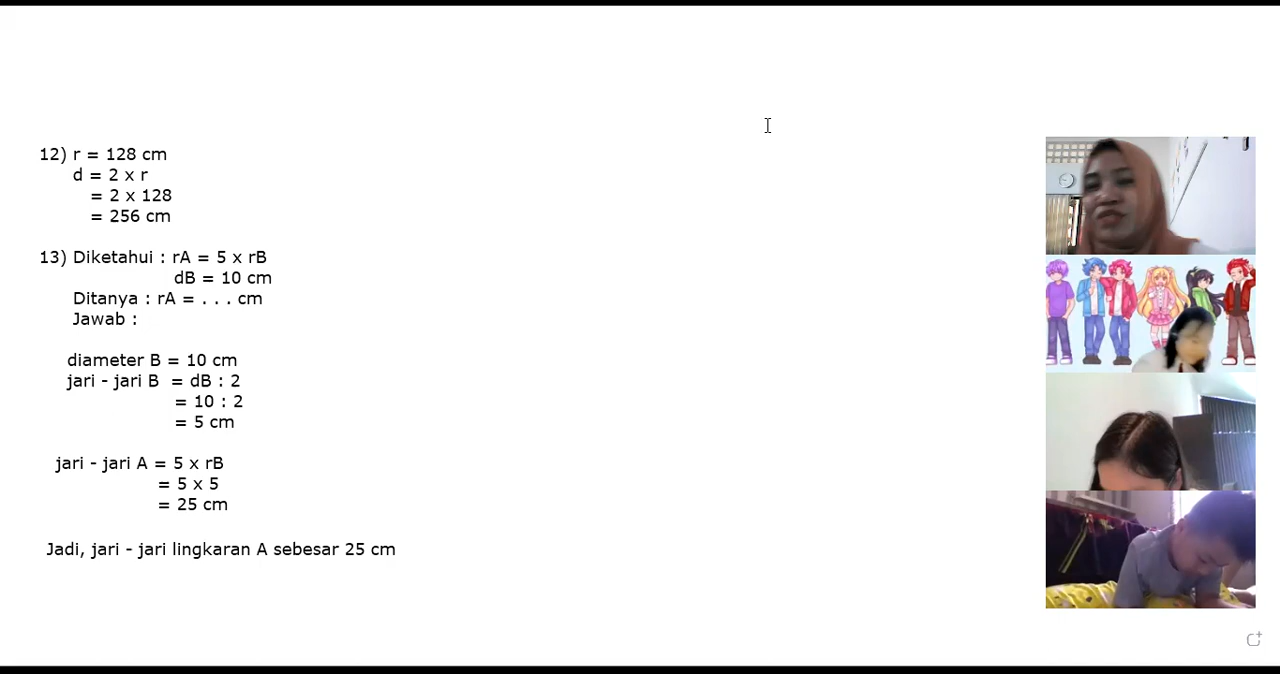 12) r = 128 cm
d = 2 x r
= 2 x 128
= 256 cm
13) Diketahui : rA = 5 x rB
dB = 10 cm
Ditanya : rA = . . . cm
Jawab :
diameter B = 10 cm
jari - jari B = dB : 2
= 10 : 2
= 5 cm
jari - jari A = 5 x rB
= 5 x 5
= 25 cm
Jadi, jari - jari lingkaran A sebesar 25 cm